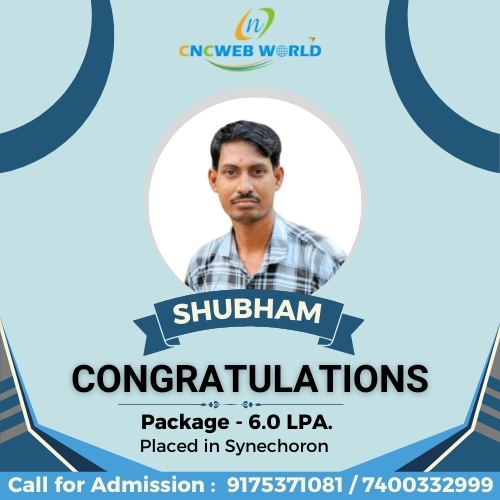 CNCWEB WORLD
SHUBHAM
CONGRATULATIONS
Package - 6.0 LPA.
Placed in Synechoron
Call for Admission : 9175371081 / 7400332999